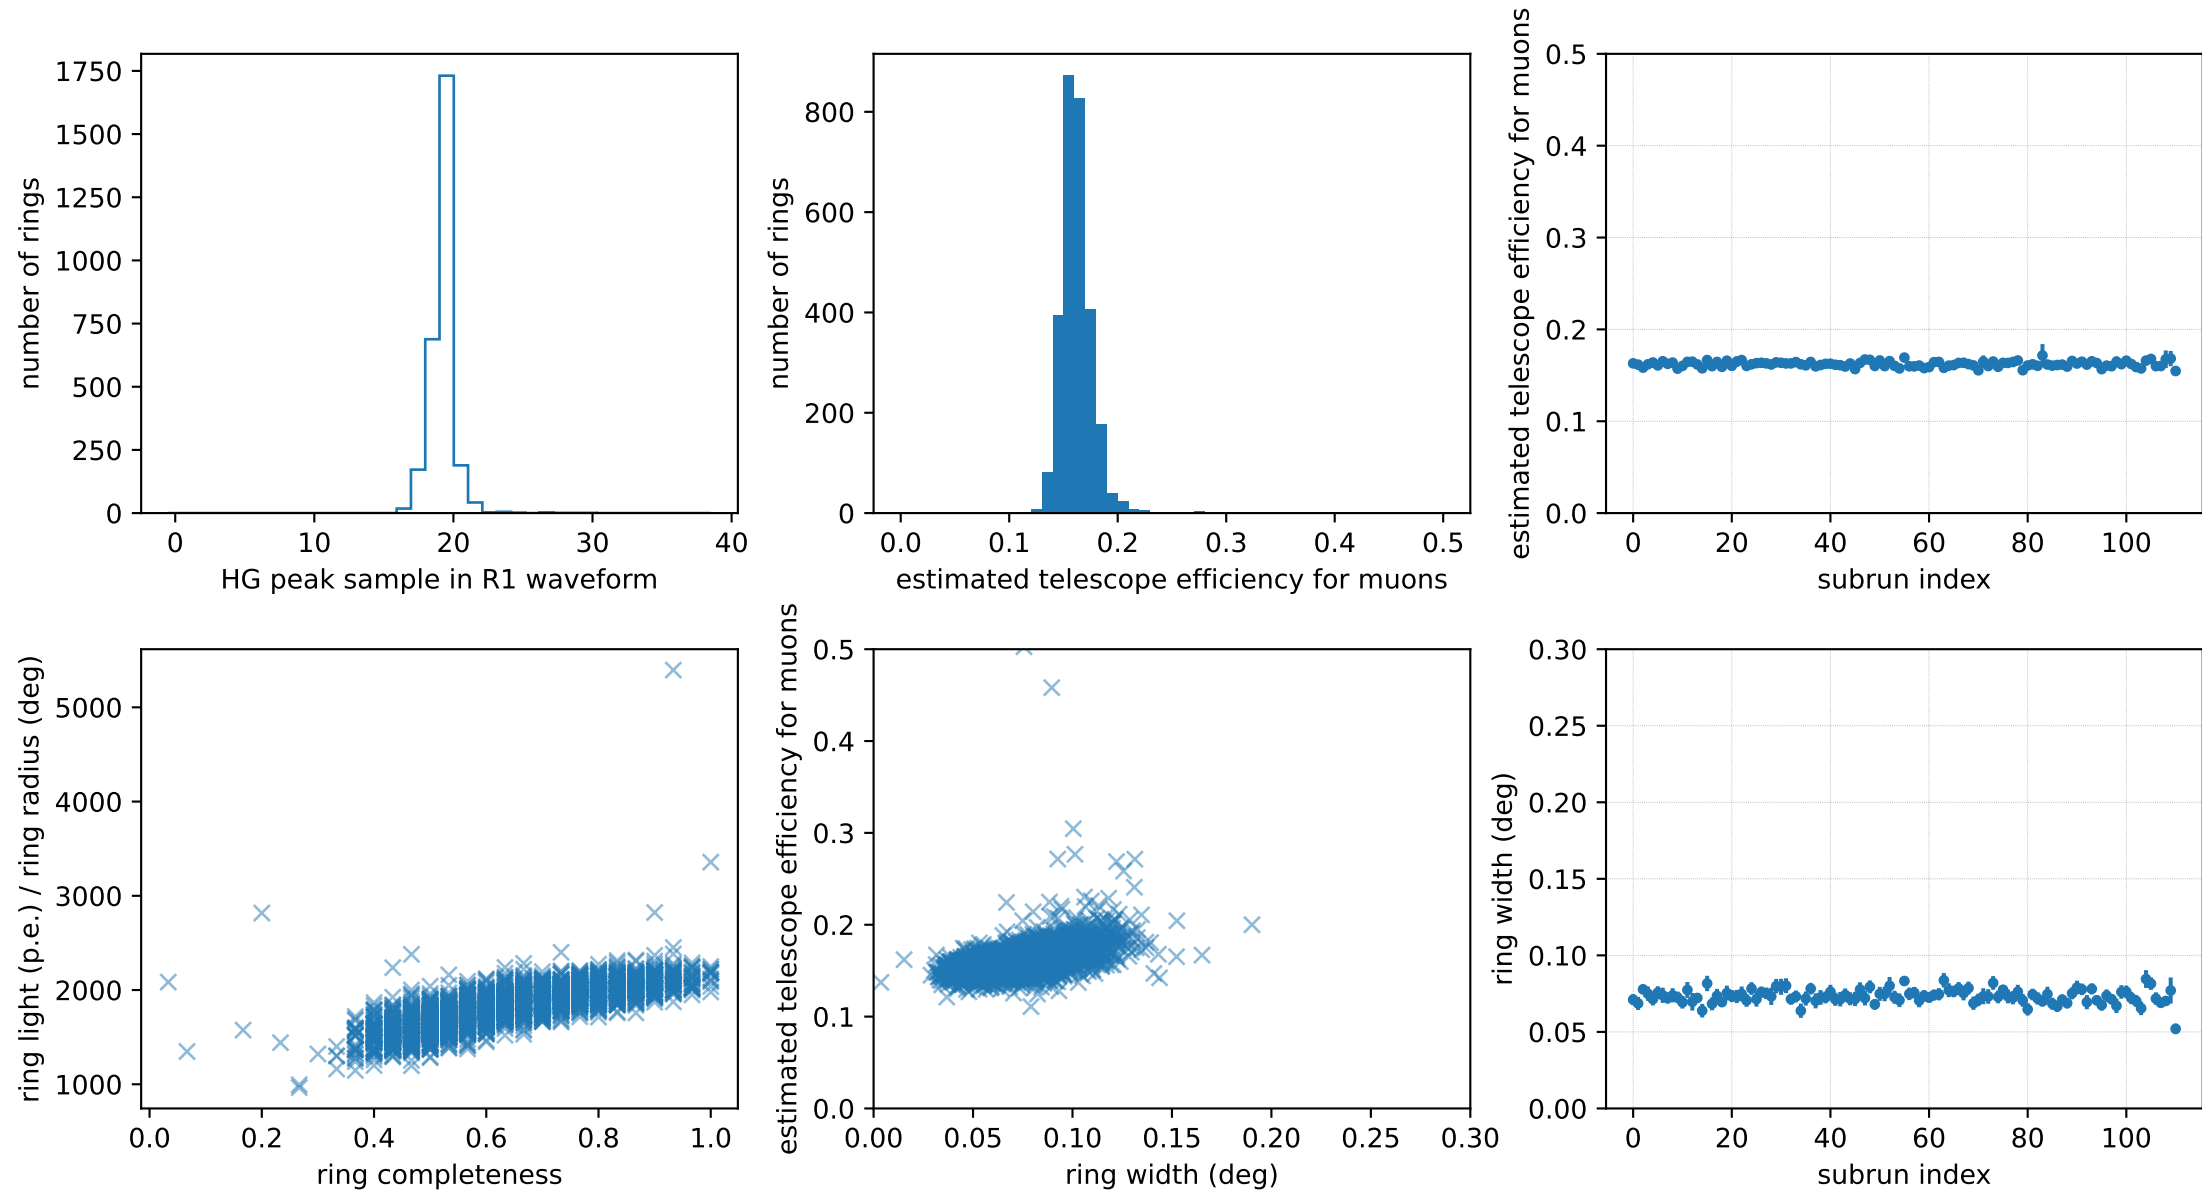 number of rings
1750
1500
1250
1000
750
500
250
0
0 10 20 30 40
HG peak sample in R1 waveform
number of rings
800
600
400
200
0
0.0 0.1 0.2 0.3 0.4 0.5
estimated telescope efficiency for muons
estimated telescope efficiency for muons
0.5
0.4
0.3
0.2
0.1
0.0
0 20 40 60 80 100
subrun index
ring light (p.e.) / ring radius (deg)
5000
4000
3000
2000
1000
0.0 0.2 0.4 0.6 0.8 1.0
ring completeness
estimated telescope efficiency for muons
0.5
0.4
0.3
0.2
0.1
0.0
0.00 0.05 0.10 0.15 0.20 0.25 0.30
ring width (deg)
ring width (deg)
0.30
0.25
0.20
0.15
0.10
0.05
0.00
0 20 40 60 80 100
subrun index